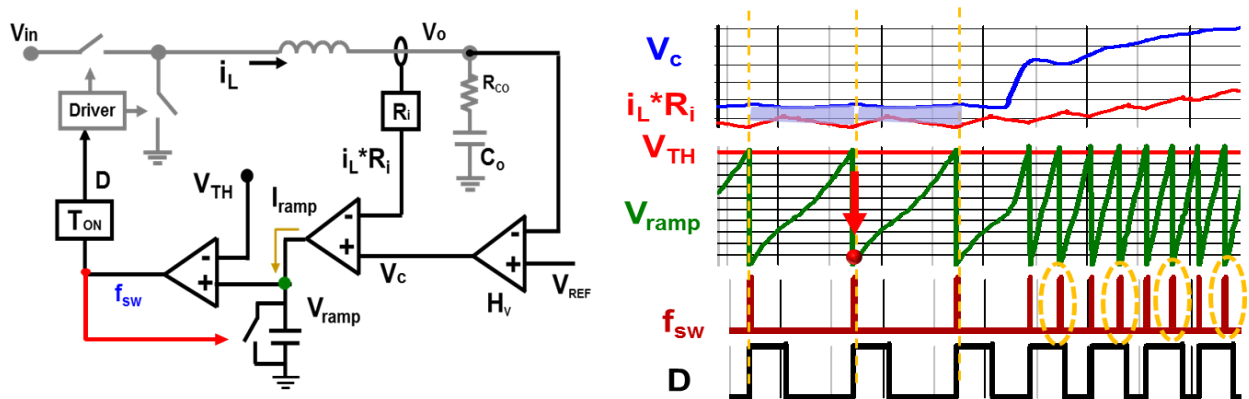 Vin
Vo
iL
RCO
Driver
Ri
Co
iL*Ri
D
VTH
Iramp
TON
-
+
-
+
-
+
fSW
Vc
VREF
Vramp
Hv
Vc
iL*Ri
VTH
Vramp
fSW
D